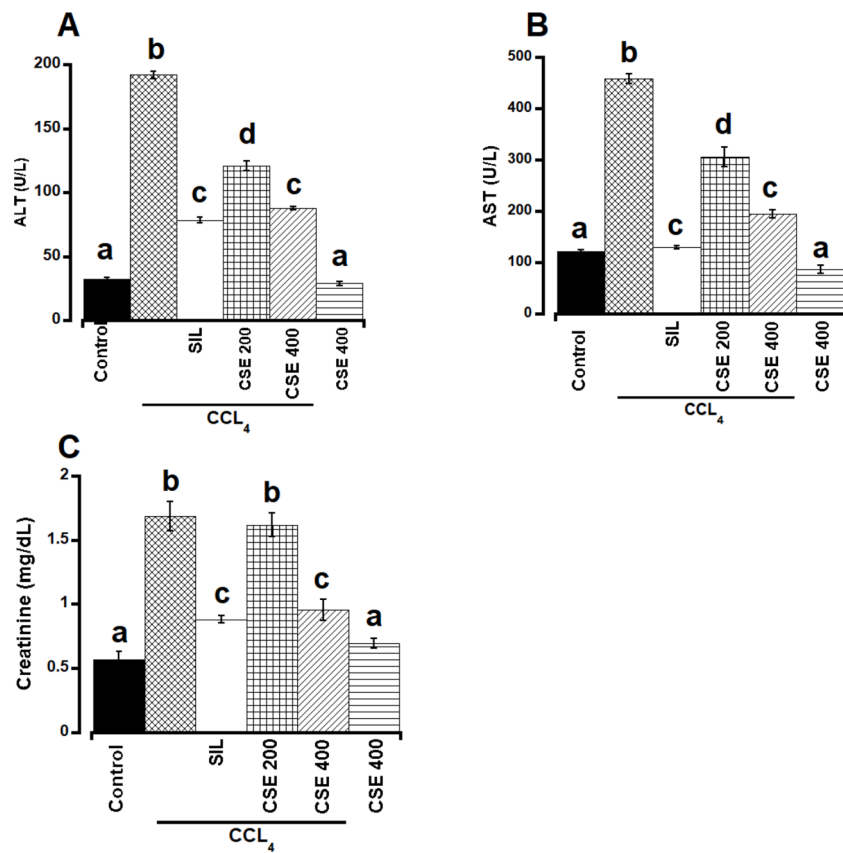 A
ALT (U/L)
200
150
100
50
0
a
b
c
d
c
a
Control
SIL
CSE 200
CSE 400
CSE 400
CCL4
B
AST (U/L)
500
400
300
200
100
0
a
b
c
d
c
a
Control
SIL
CSE 200
CSE 400
CSE 400
CCL4
C
Creatinine (mg/dL)
2
1.5
1
0.5
0
a
b
c
b
c
a
Control
SIL
CSE 200
CSE 400
CSE 400
CCL4